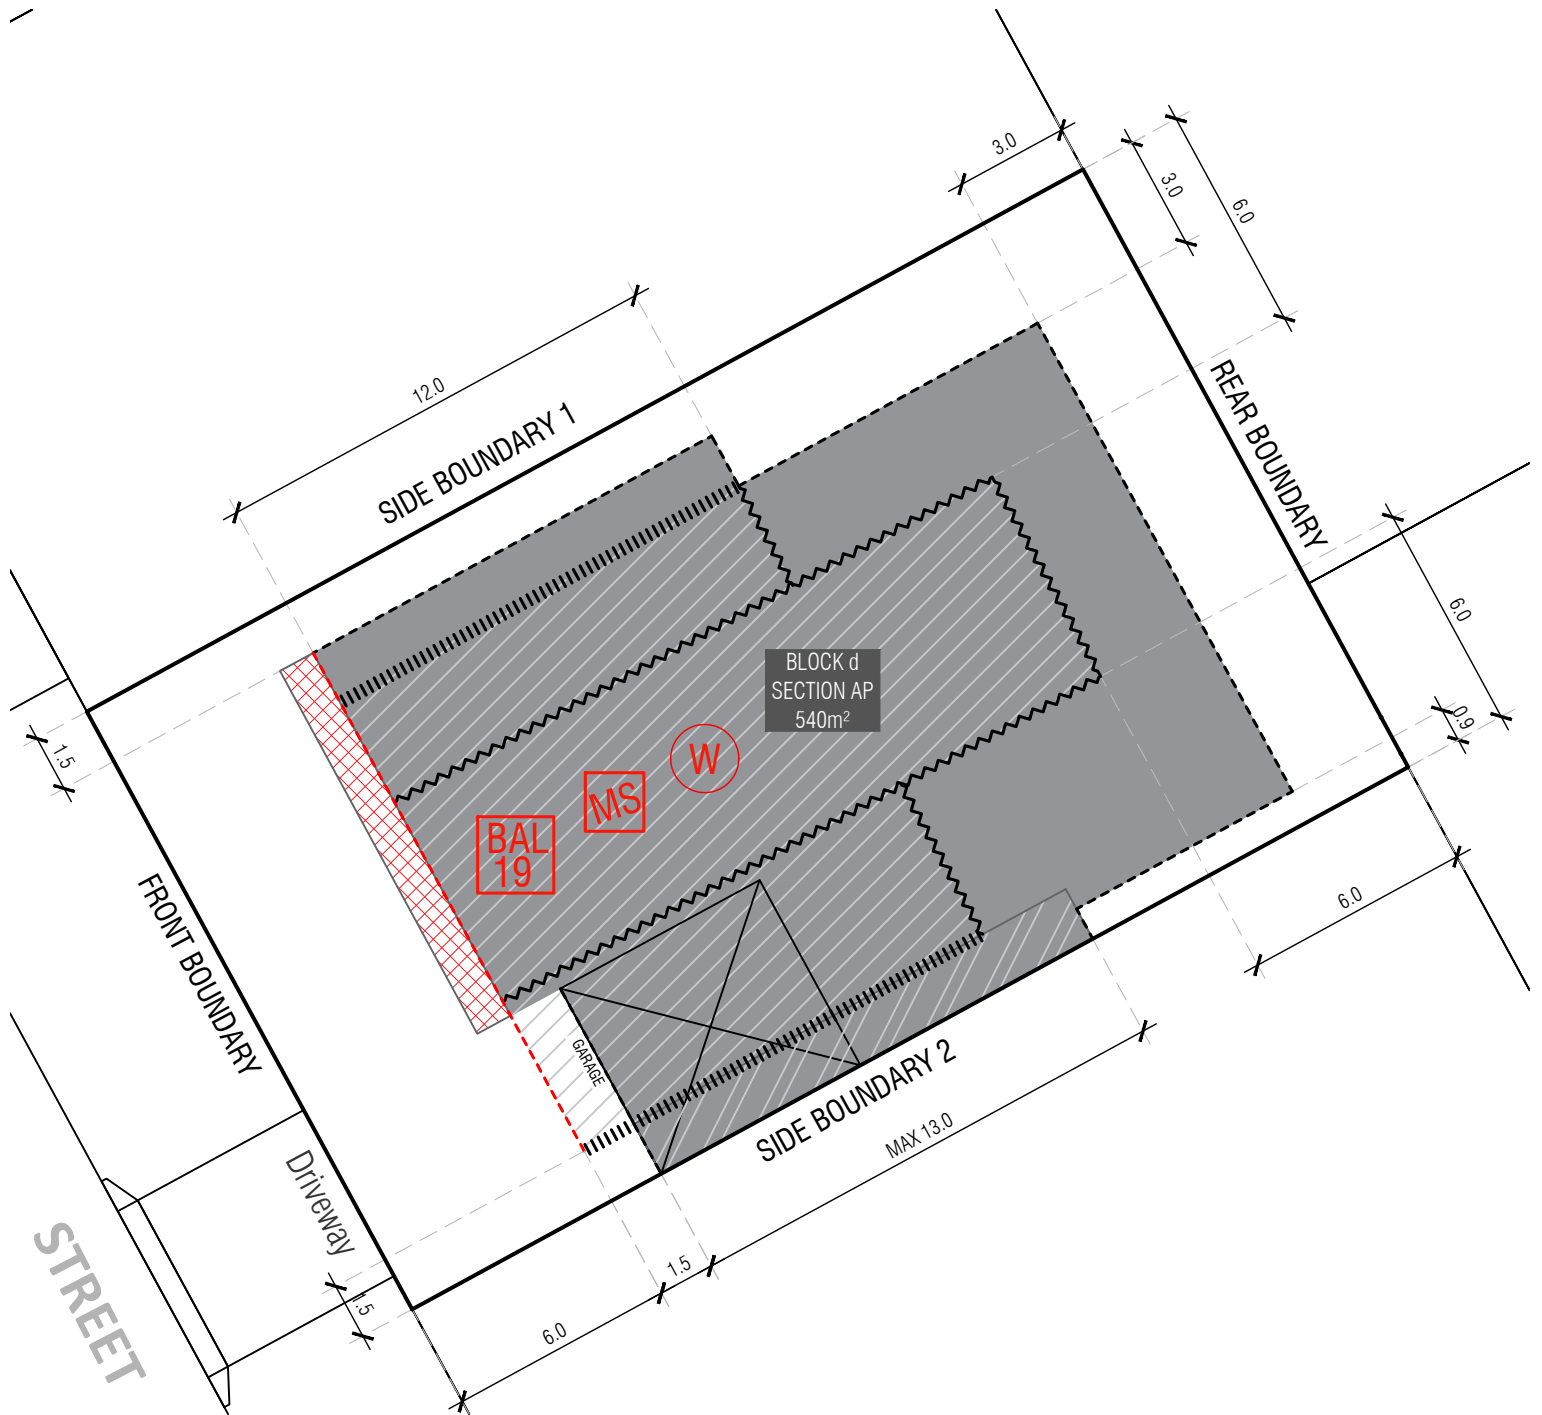 3.0
3.0
6.0
12.0
SIDE BOUNDARY 1
REAR BOUNDARY
1.5
BLOCK d
SECTION AP
540m²
W
MS
BAL
19
6.0
0.9
FRONT BOUNDARY
GARAGE
6.0
SIDE BOUNDARY 2
MAX 13.0
Driveway
STREET
1.5
1.5
6.0